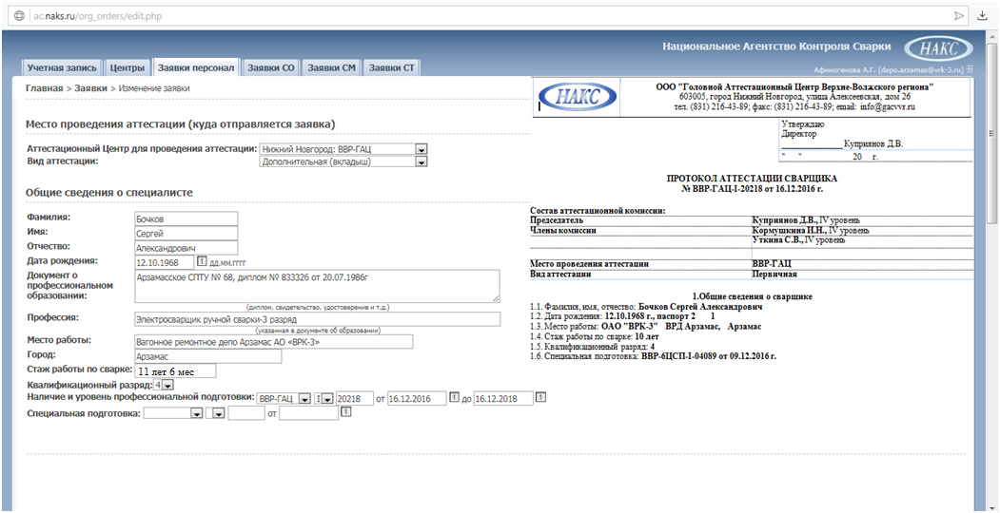 ac.naks.ru/org_orders/edit.php
Национальное Агентство Контроля Сварки
НАКС
Учетная запись
Центры
Заявки персонал
Заявки СО
Заявки СМ
Заявки СТ
Афиногенова А.Г. [depo.arzamas@vrk-3.ru]
Главная > Заявки > Изменение заявки
Место проведения аттестации (куда отправляется заявка)
Аттестационный Центр для проведения аттестации: Нижний Новгород: ВВР-ГАЦ
Вид аттестации: Дополнительная (вкладыш)
Общие сведения о специалисте
Фамилия: Бочков
Имя: Сергей
Отчество: Александрович
Дата рождения: 12.10.1968 1 дд.мм.гггг
Документ о профессиональном образовании: Арзамасское СПТУ № 68, диплом № 833326 от 20.07.1986г
(диплом, свидетельство, удостоверение и т.д.)
Профессия: Электросварщик ручной сварки-3 разряд
(указанная в документе об образовании)
Место работы: Вагонное ремонтное депо Арзамас АО «ВРК-3»
Город: Арзамас
Стаж работы по сварке: 11 лет 6 мес
Квалификационный разряд: 4
Наличие и уровень профессиональной подготовки: ВВР-ГАЦ I 20218 от 16.12.2016 1 до 16.12.2018 1
Специальная подготовка: от 1
НАКС
ООО "Головной Аттестационный Центр Верхне-Волжского региона"
603005, город Нижний Новгород, улица Алексеевская, дом 26
тел. (831) 216-43-89; факс: (831) 216-43-89; email: info@gacvvr.ru
Утверждаю
Директор
Куприянов Д.В.
" " 20 г.
ПРОТОКОЛ АТТЕСТАЦИИ СВАРЩИКА
№ ВВР-ГАЦ-I-20218 от 16.12.2016 г.
Состав аттестационной комиссии:
Председатель Куприянов Д.В., IV уровень
Члены комиссии Кормушкина И.Н., IV уровень
Уткина С.В., IV уровень
Место проведения аттестации ВВР-ГАЦ
Вид аттестации Первичная
1.Общие сведения о сварщике
1.1. Фамилия, имя, отчество: Бочков Сергей Александрович
1.2. Дата рождения: 12.10.1968 г., паспорт 2 1
1.3. Место работы: ОАО "ВРК-3" ВРД Арзамас, Арзамас
1.4. Стаж работы по сварке: 10 лет
1.5. Квалификационный разряд: 4
1.6. Специальная подготовка: ВВР-6ЦСП-I-04089 от 09.12.2016 г.